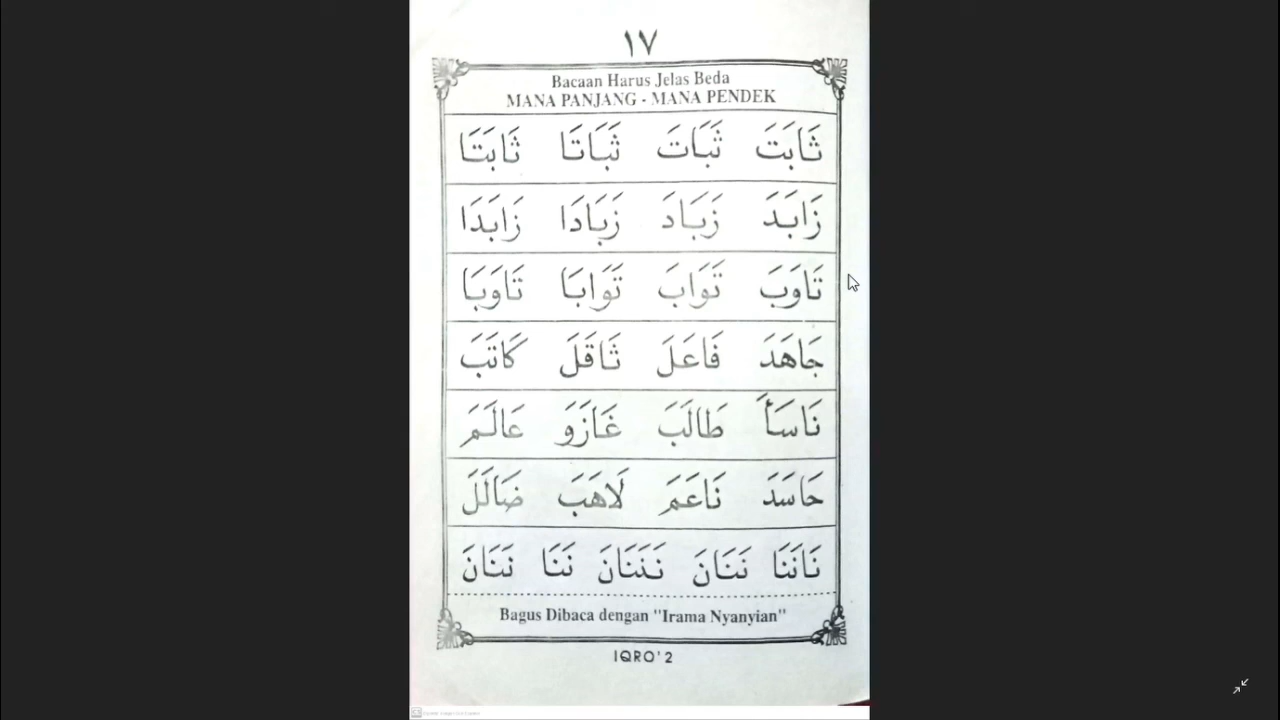 ١٧
Bacaan Harus Jelas Beda
MANA PANJANG - MANA PENDEK
ثَابَتَ ثَبَاتَ ثَبَاتَا ثَابَتَا
زَابَدَ زَبَادَ زَبَادَا زَابَدَا
تَاوَبَ تَوَابَ تَوَابَا تَاوَبَا
جَاهَدَ فَاعَلَ ثَاقَلَ كَاتَبَ
نَاسَأَ طَالَبَ غَازَوَ عَالَمَ
حَاسَدَ نَاعَمَ لَاهَبَ ضَالَلَ
نَانَنَا نَنَانَ نَنَنَانَ نَنَا نَنَانَ
Bagus Dibaca dengan "Irama Nyanyian"
IQRO'2